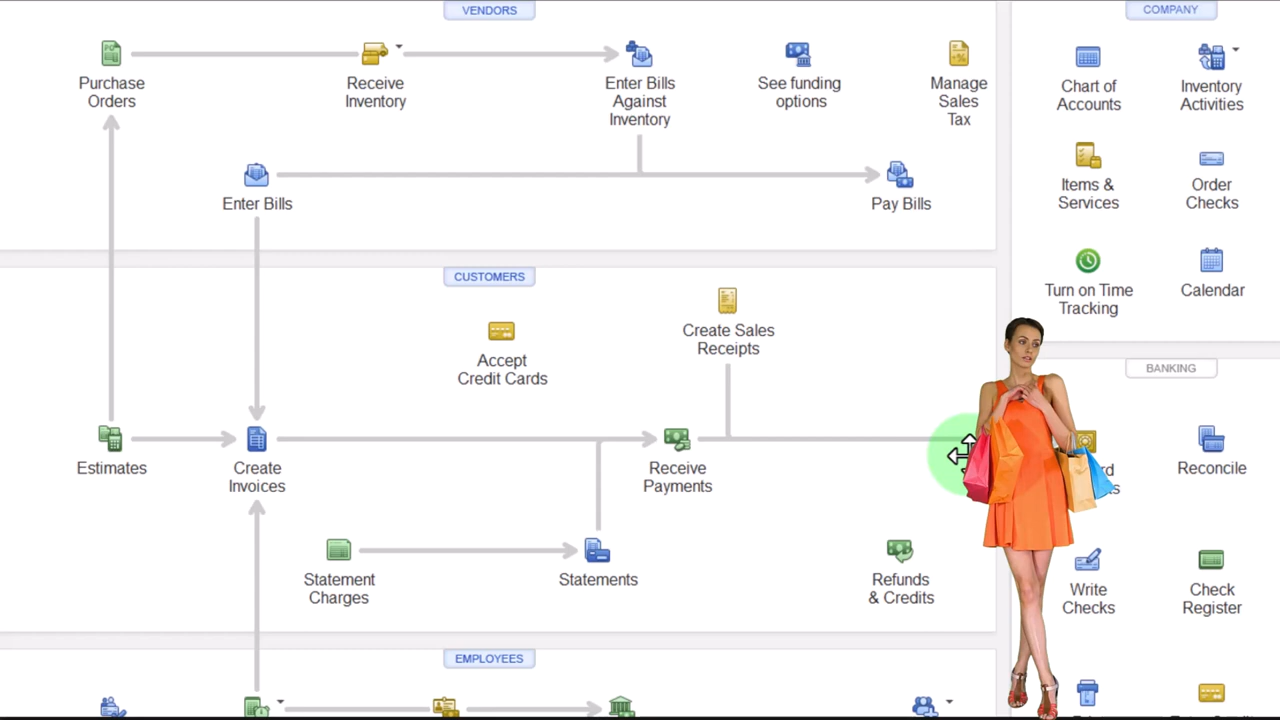 VENDORS
COMPANY
Purchase
Orders
Receive
Inventory
Enter Bills
Against
Inventory
See funding
options
Manage
Sales
Tax
Chart of
Accounts
Inventory
Activities
Enter Bills
Pay Bills
Items &
Services
Order
Checks
Turn on Time
Tracking
Calendar
CUSTOMERS
Accept
Credit Cards
Create Sales
Receipts
BANKING
Estimates
Create
Invoices
Receive
Payments
Reconcile
Statement
Charges
Statements
Refunds
& Credits
Write
Checks
Check
Register
EMPLOYEES